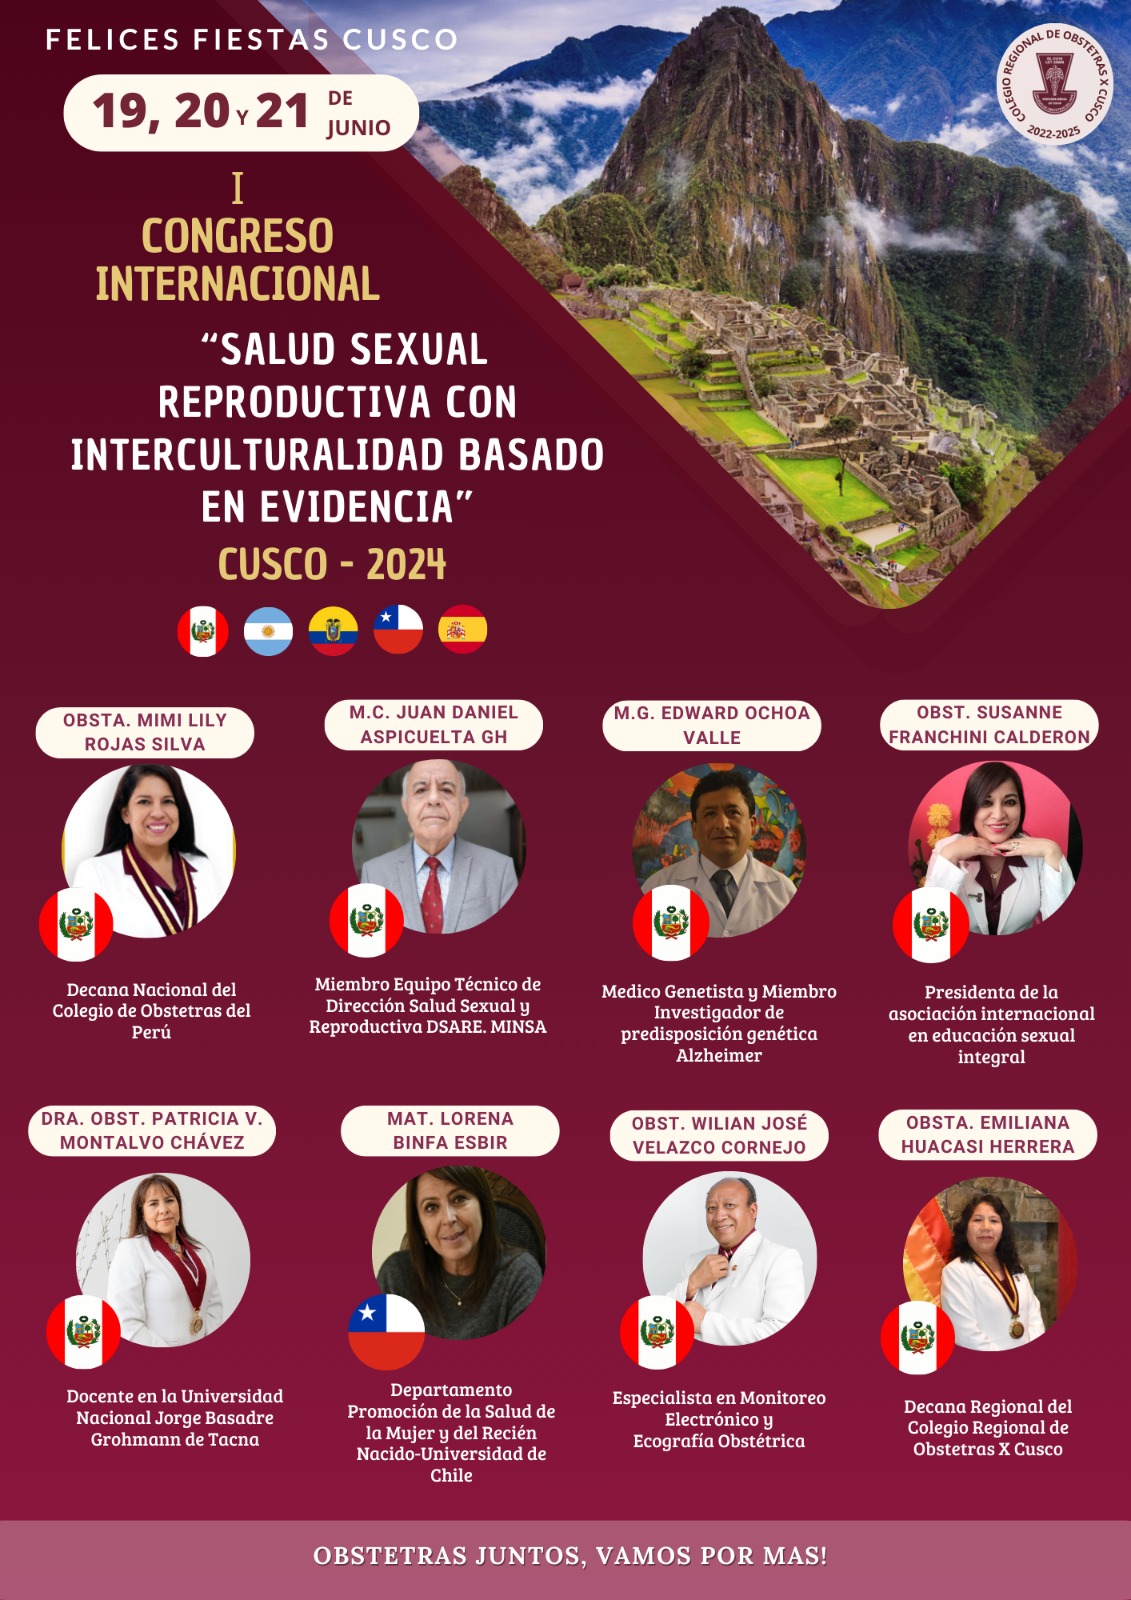 FELICES FIESTAS CUSCO
19, 20 Y 21 DE JUNIO
COLEGIO REGIONAL DE OBSTETRAS X CUSCO
2022-2025
I
CONGRESO
INTERNACIONAL
“SALUD SEXUAL
REPRODUCTIVA CON
INTERCULTURALIDAD BASADO
EN EVIDENCIA”
CUSCO - 2024
OBSTA. MIMI LILY
ROJAS SILVA
Decana Nacional del
Colegio de Obstetras del
Perú
M.C. JUAN DANIEL
ASPICUELTA GH
Miembro Equipo Técnico de
Dirección Salud Sexual y
Reproductiva DSARE. MINSA
M.G. EDWARD OCHOA
VALLE
Medico Genetista y Miembro
Investigador de
predisposición genética
Alzheimer
OBST. SUSANNE
FRANCHINI CALDERON
Presidenta de la
asociación internacional
en educación sexual
integral
DRA. OBST. PATRICIA V.
MONTALVO CHÁVEZ
Docente en la Universidad
Nacional Jorge Basadre
Grohmann de Tacna
MAT. LORENA
BINFA ESBIR
Departamento
Promoción de la Salud de
la Mujer y del Recién
Nacido-Universidad de
Chile
OBST. WILIAN JOSÉ
VELAZCO CORNEJO
Especialista en Monitoreo
Electrónico y
Ecografía Obstétrica
OBSTA. EMILIANA
HUACASI HERRERA
Decana Regional del
Colegio Regional de
Obstetras X Cusco
OBSTETRAS JUNTOS, VAMOS POR MAS!